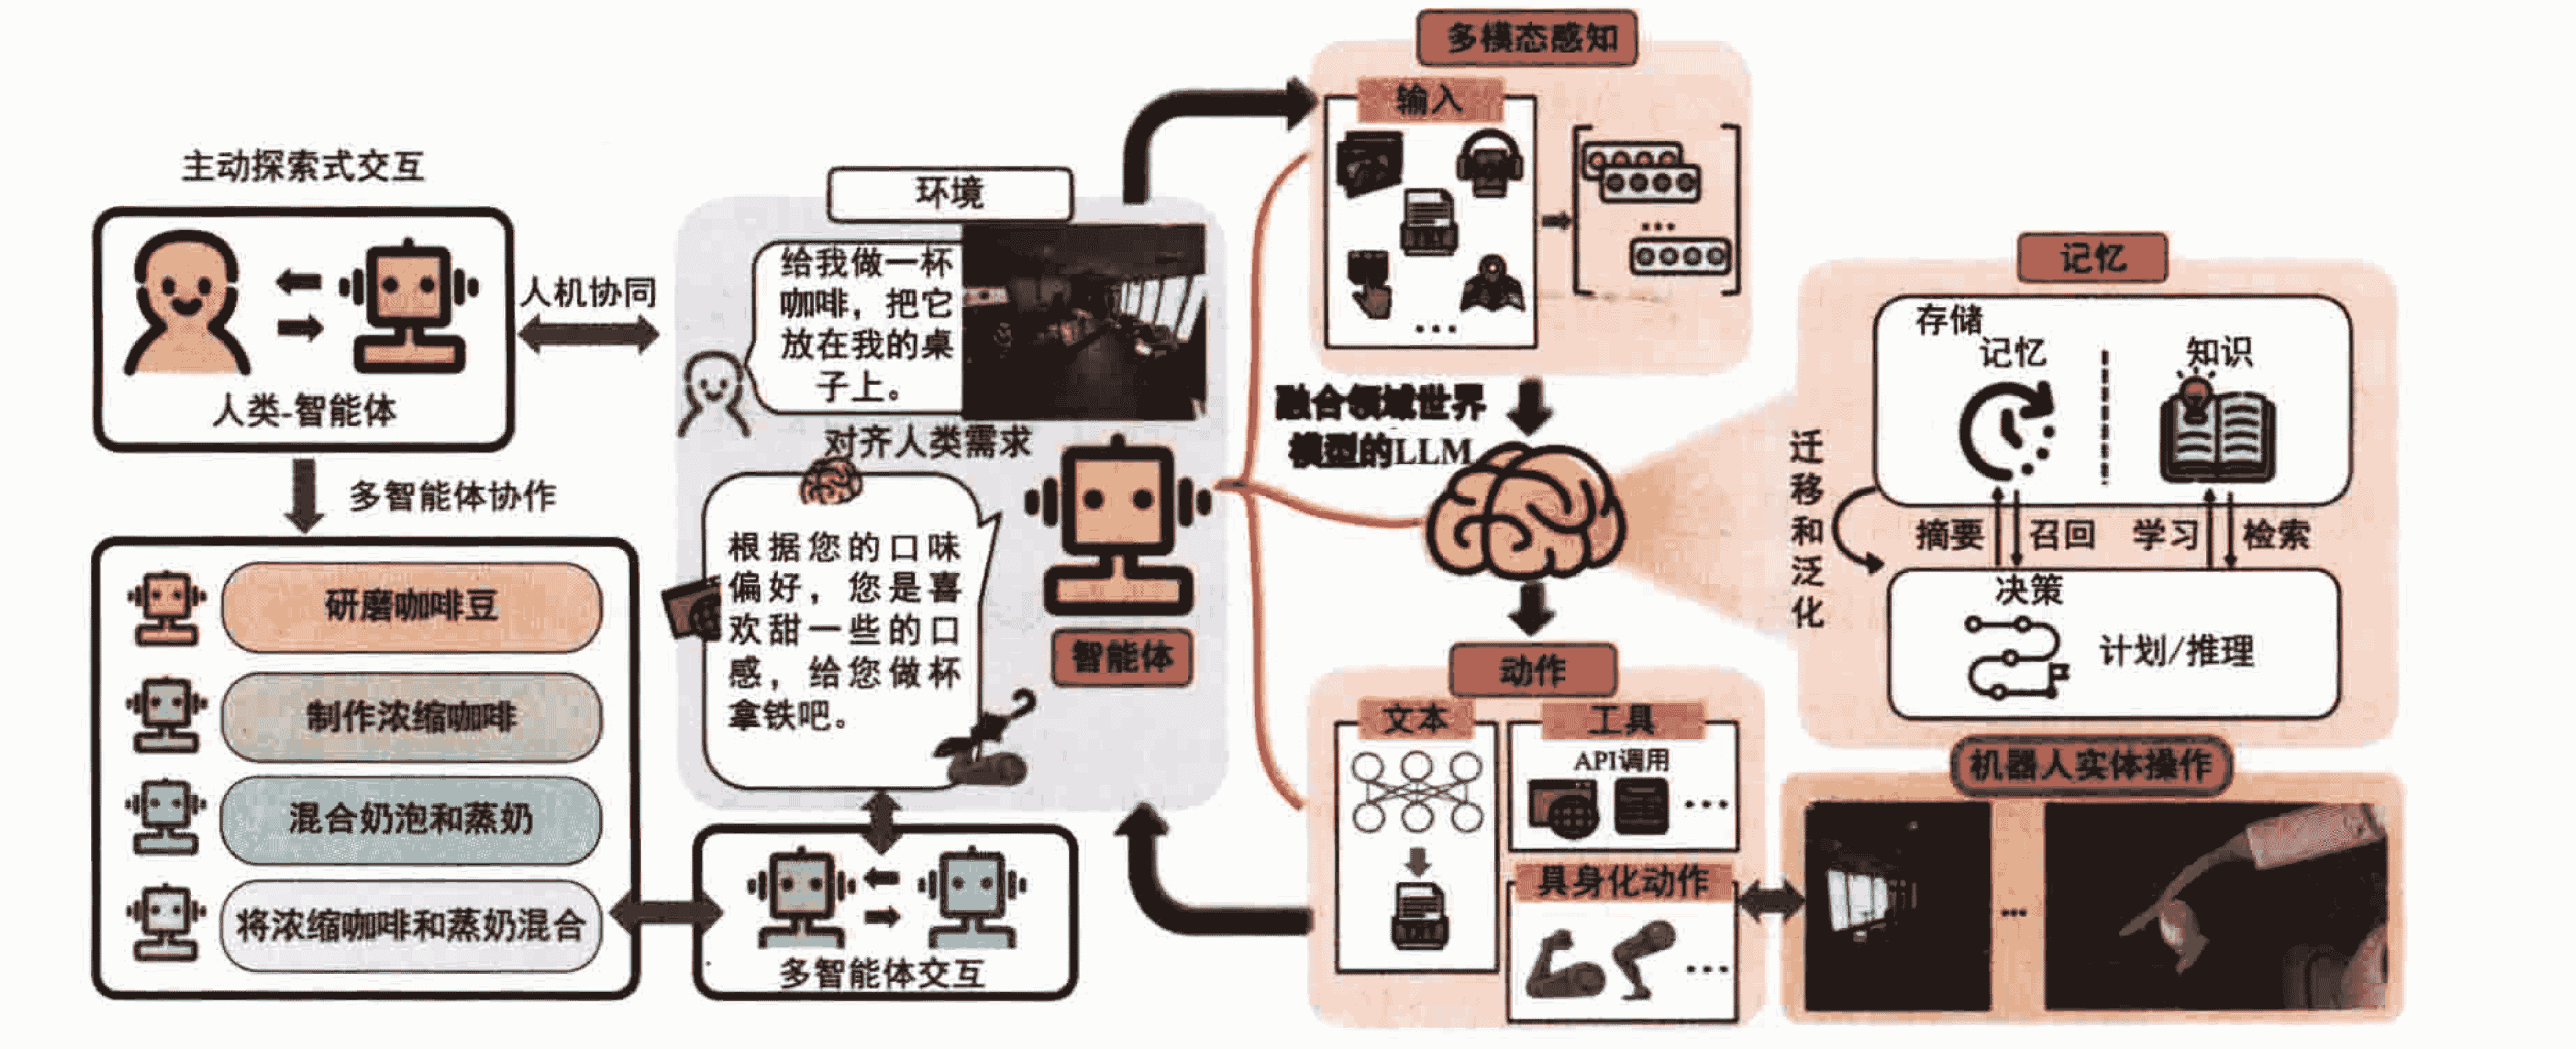 主动探索式交互
人类-智能体
人机协同
多智能体协作
研磨咖啡豆
制作浓缩咖啡
混合奶泡和蒸奶
将浓缩咖啡和蒸奶混合
环境
给我做一杯
咖啡，把它
放在我的桌
子上。
对齐人类需求
根据您的口味
偏好，您是喜
欢甜一些的口
感，给您做杯
拿铁吧。
智能体
多智能体交互
多模态感知
输入
...
...
融合领域世界
模型的LLM
动作
文本
工具
API调用
...
具身化动作
...
记忆
存储
记忆
知识
迁移和泛化
摘要
召回
学习
检索
决策
计划/推理
机器人实体操作
...